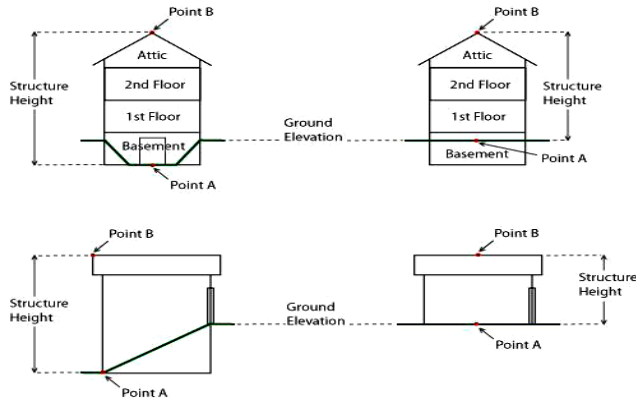 Point B
Attic
2nd Floor
1st Floor
Basement
Point A
Structure
Height
Ground
Elevation
Point B
Attic
2nd Floor
1st Floor
Basement
Point A
Structure
Height
Point B
Structure
Height
Point A
Ground
Elevation
Point B
Structure
Height
Point A